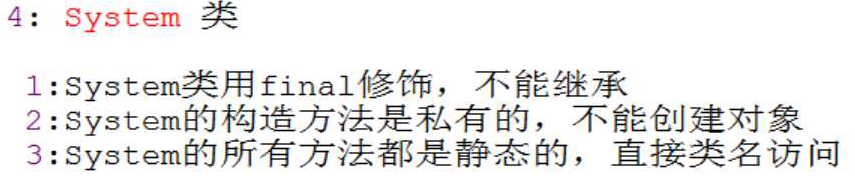 4: System 类
1:System类用final修饰，不能继承
2:System的构造方法是私有的，不能创建对象
3:System的所有方法都是静态的，直接类名访问